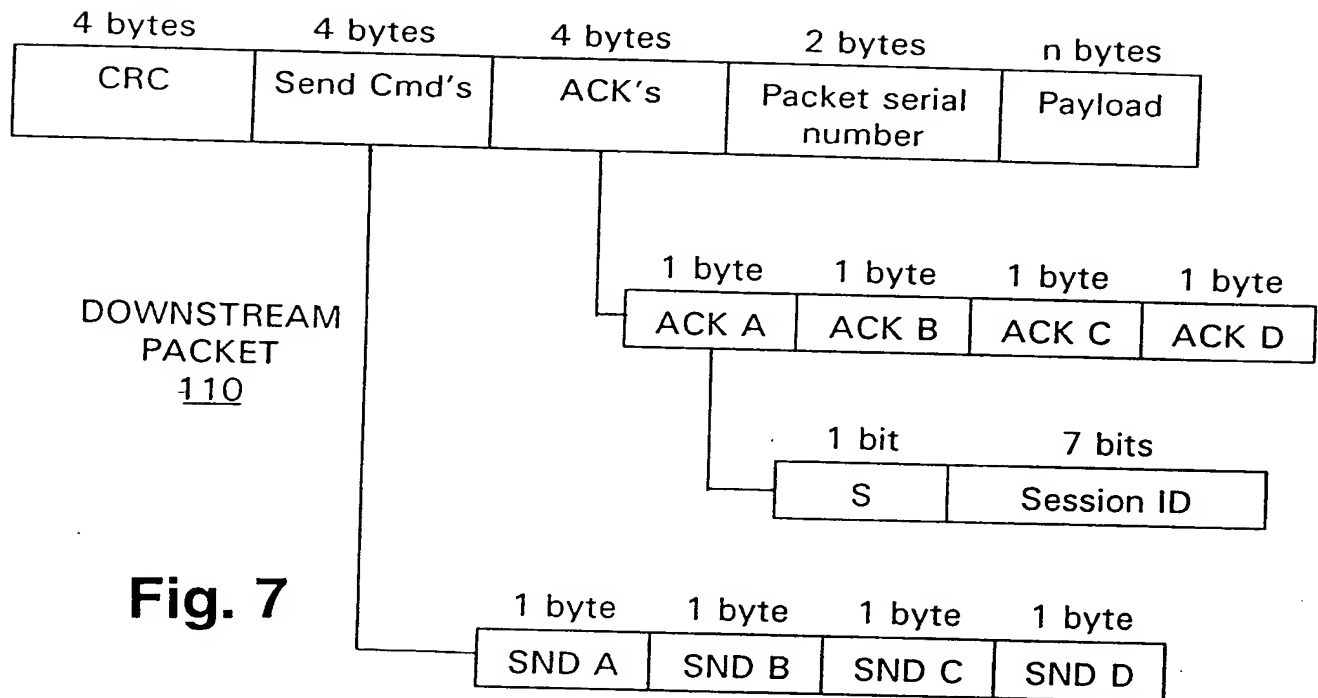 4 bytes 4 bytes 4 bytes 2 bytes n bytes
CRC Send Cmd's ACK's Packet serial number Payload
1 byte 1 byte 1 byte 1 byte
ACK A ACK B ACK C ACK D
DOWNSTREAM
PACKET
110
1 bit 7 bits
S Session ID
Fig. 7
1 byte 1 byte 1 byte 1 byte
SND A SND B SND C SND D